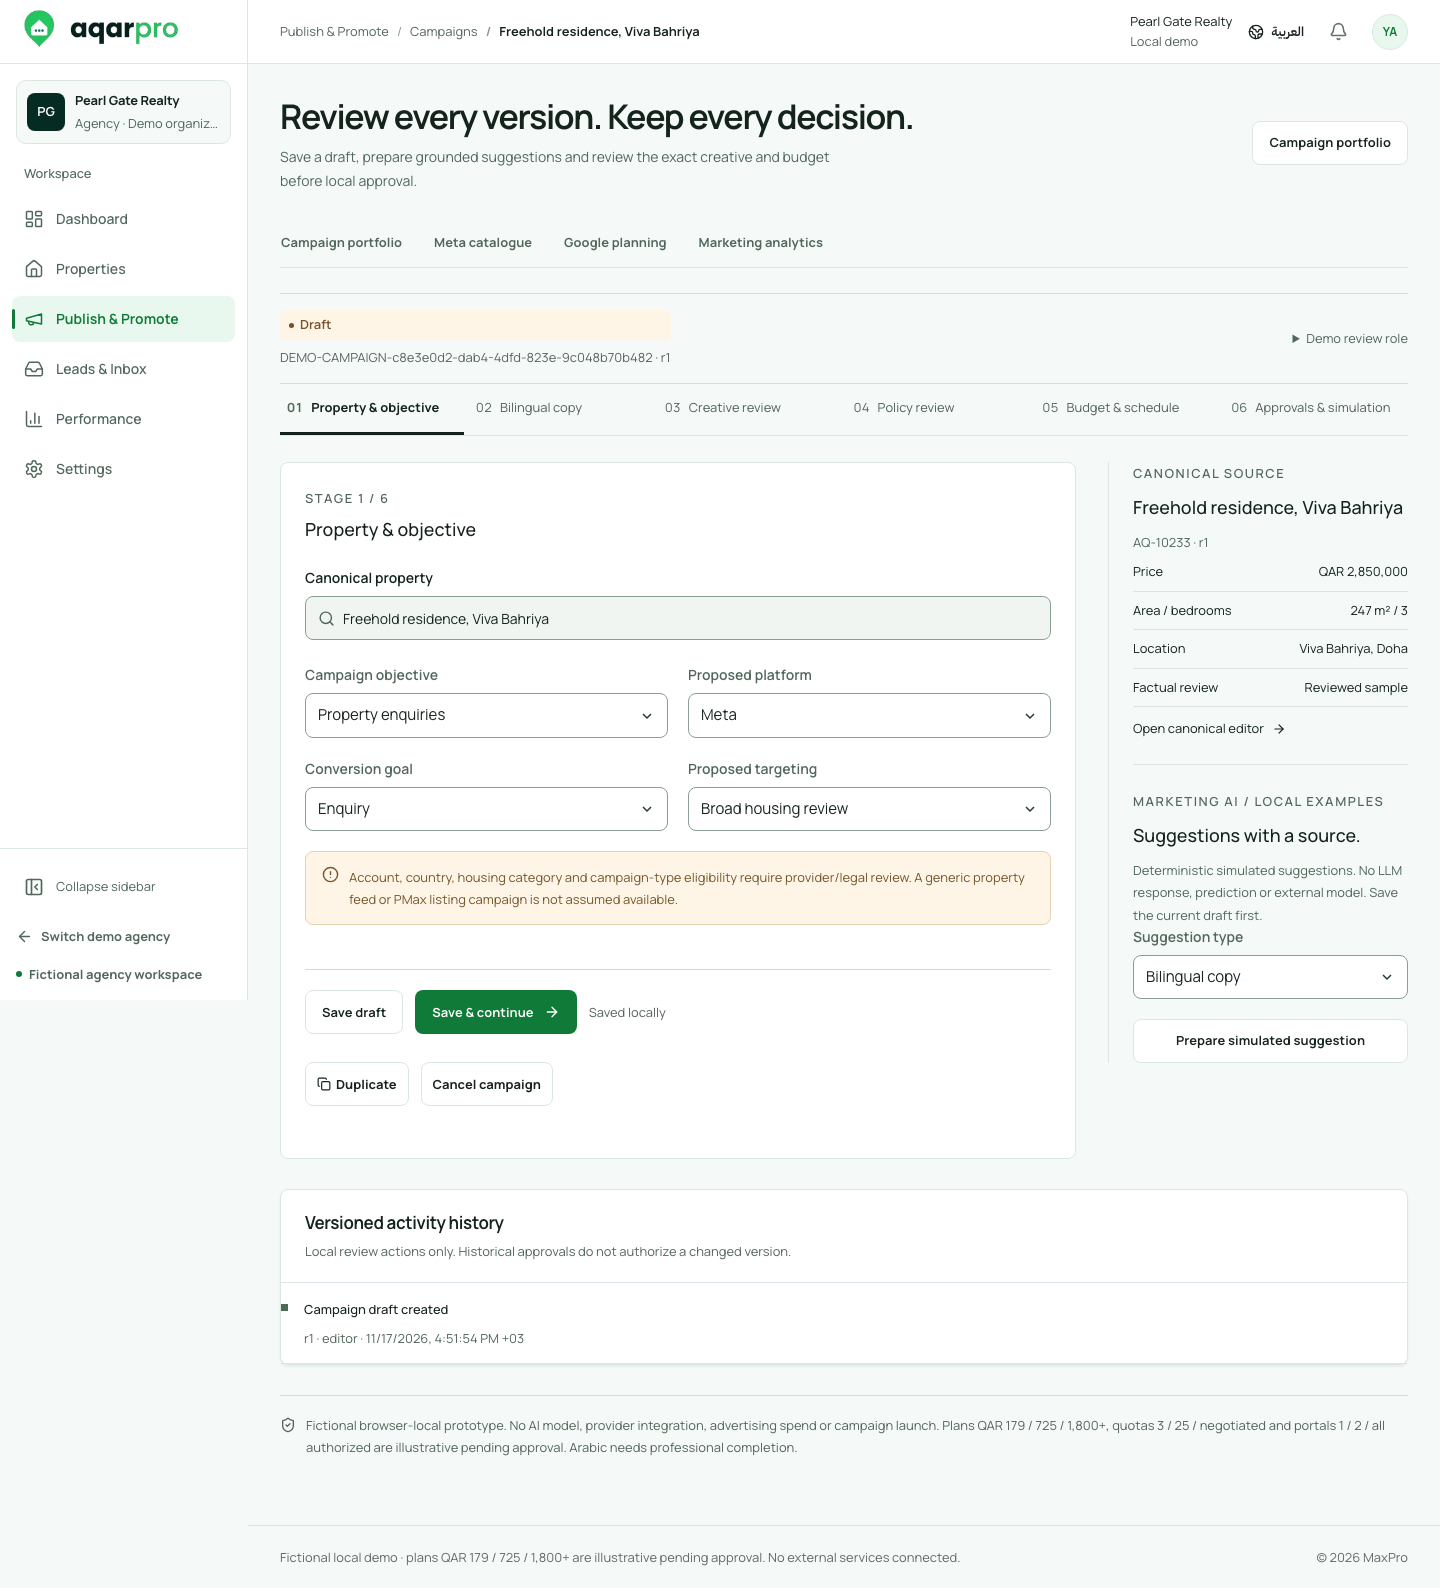 aqarpro
Publish & Promote / Campaigns / Freehold residence, Viva Bahriya
Pearl Gate Realty
Local demo
العربية
YA
PG
Pearl Gate Realty
Agency · Demo organiz...
Workspace
Dashboard
Properties
Publish & Promote
Leads & Inbox
Performance
Settings
Collapse sidebar
Switch demo agency
Fictional agency workspace
Review every version. Keep every decision.
Save a draft, prepare grounded suggestions and review the exact creative and budget
before local approval.
Campaign portfolio
Campaign portfolio Meta catalogue Google planning Marketing analytics
Draft
DEMO-CAMPAIGN-c8e3e0d2-dab4-4dfd-823e-9c048b70b482 · r1
Demo review role
01 Property & objective 02 Bilingual copy 03 Creative review 04 Policy review 05 Budget & schedule 06 Approvals & simulation
STAGE 1 / 6
Property & objective
Canonical property
Freehold residence, Viva Bahriya
Campaign objective Proposed platform
Property enquiries Meta
Conversion goal Proposed targeting
Enquiry Broad housing review
Account, country, housing category and campaign-type eligibility require provider/legal review. A generic property
feed or PMax listing campaign is not assumed available.
Save draft Save & continue Saved locally
Duplicate Cancel campaign
CANONICAL SOURCE
Freehold residence, Viva Bahriya
AQ-10233 · r1
Price QAR 2,850,000
Area / bedrooms 247 m² / 3
Location Viva Bahriya, Doha
Factual review Reviewed sample
Open canonical editor
MARKETING AI / LOCAL EXAMPLES
Suggestions with a source.
Deterministic simulated suggestions. No LLM
response, prediction or external model. Save
the current draft first.
Suggestion type
Bilingual copy
Prepare simulated suggestion
Versioned activity history
Local review actions only. Historical approvals do not authorize a changed version.
Campaign draft created
r1 · editor · 11/17/2026, 4:51:54 PM +03
Fictional browser-local prototype. No AI model, provider integration, advertising spend or campaign launch. Plans QAR 179 / 725 / 1,800+, quotas 3 / 25 / negotiated and portals 1 / 2 / all
authorized are illustrative pending approval. Arabic needs professional completion.
Fictional local demo · plans QAR 179 / 725 / 1,800+ are illustrative pending approval. No external services connected.
© 2026 MaxPro